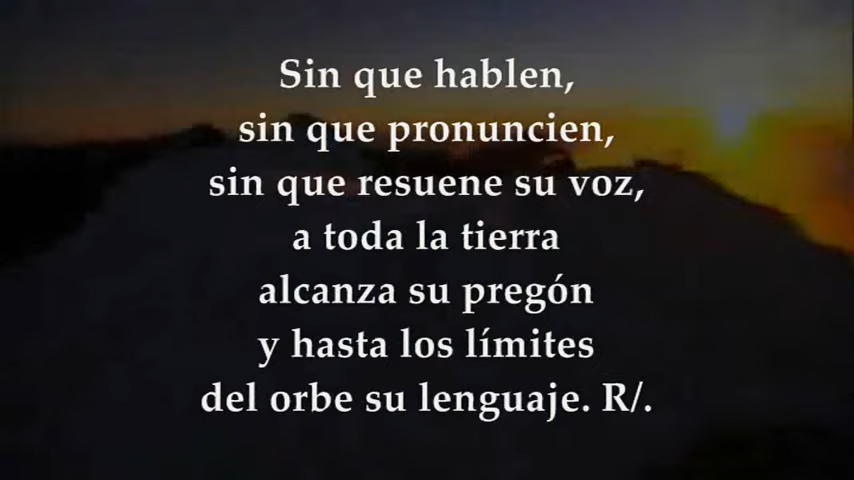 Sin que hablen,
sin que pronuncien,
sin que resuene su voz,
a toda la tierra
alcanza su pregón
y hasta los límites
del orbe su lenguaje. R/.